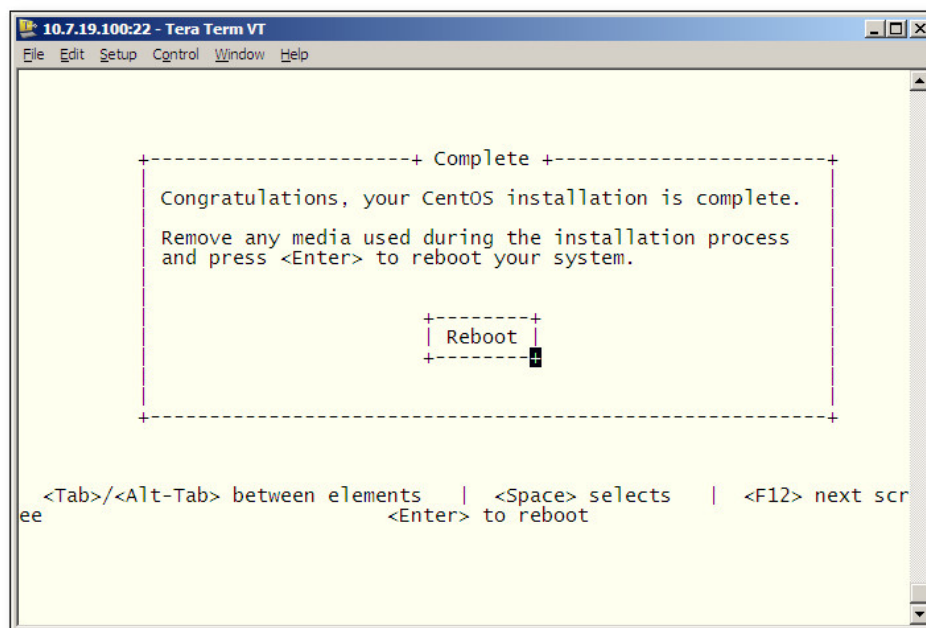 10.7.19.100:22 - Tera Term VT
File Edit Setup Control Window Help
+----------------------+ Complete +-----------------------+
Congratulations, your CentOS installation is complete.
Remove any media used during the installation process
and press <Enter> to reboot your system.
+--------+
| Reboot |
+--------+
+---------------------------------------------------------+
<Tab>/<Alt-Tab> between elements | <Space> selects | <F12> next scr
ee <Enter> to reboot